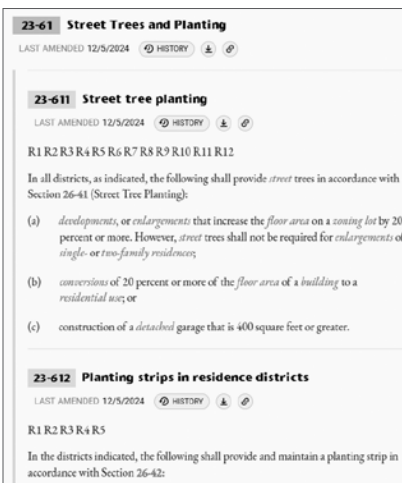 23-61 Street Trees and Planting
LAST AMENDED 12/5/2024 HISTORY
23-611 Street tree planting
LAST AMENDED 12/5/2024 HISTORY
R1 R2 R3 R4 R5 R6 R7 R8 R9 R10 R11 R12
In all districts, as indicated, the following shall provide street trees in accordance with
Section 26-41 (Street Tree Planting):
(a) developments, or enlargements that increase the floor area on a zoning lot by 20
percent or more. However, street trees shall not be required for enlargements of
single- or two-family residences;
(b) conversions of 20 percent or more of the floor area of a building to a
residential use; or
(c) construction of a detached garage that is 400 square feet or greater.
23-612 Planting strips in residence districts
LAST AMENDED 12/5/2024 HISTORY
R1 R2 R3 R4 R5
In the districts indicated, the following shall provide and maintain a planting strip in
accordance with Section 26-42: